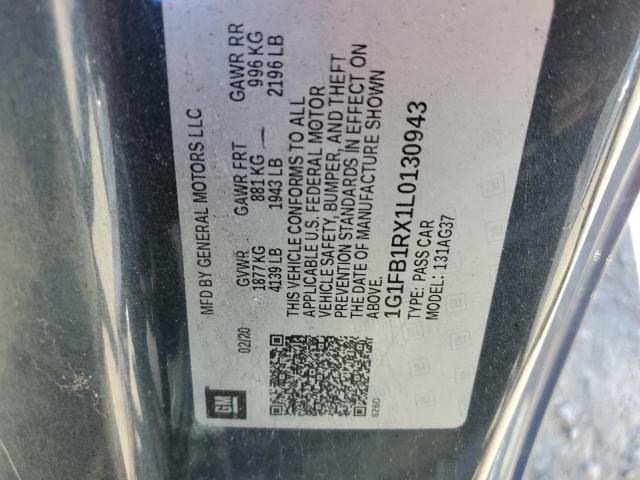 MFD BY GENERAL MOTORS LLC
02/20
GVWR GAWR FRT GAWR RR
1877 KG 881 KG 996 KG
4139 LB 1943 LB 2196 LB
THIS VEHICLE CONFORMS TO ALL
APPLICABLE U.S. FEDERAL MOTOR
VEHICLE SAFETY, BUMPER, AND THEFT
PREVENTION STANDARDS IN EFFECT ON
THE DATE OF MANUFACTURE SHOWN
ABOVE.
1G1FB1RX1L0130943
TYPE: PASS CAR
MODEL: 131AG37
GM
626D